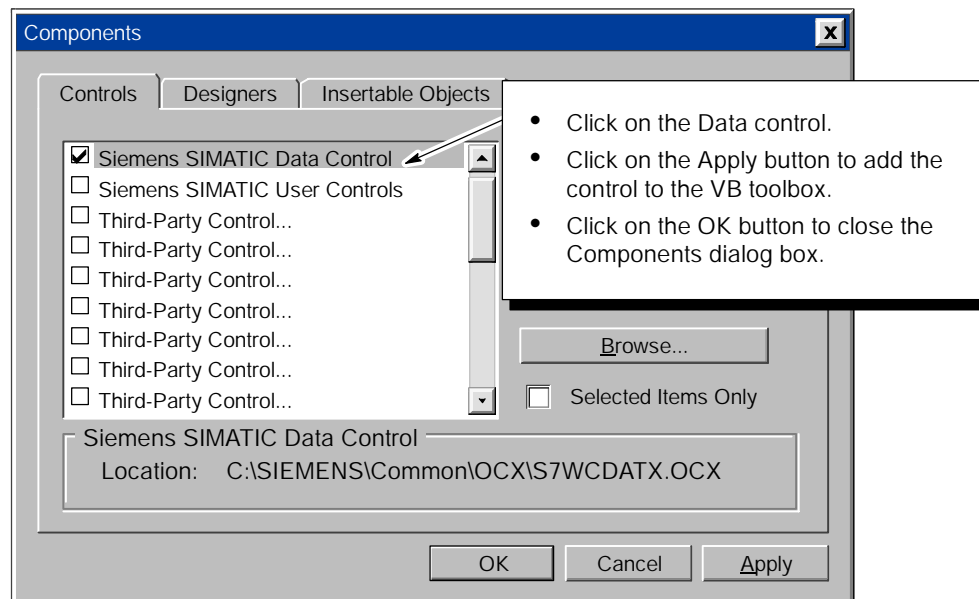 Components
Controls
Designers
Insertable Objects
Siemens SIMATIC Data Control
Siemens SIMATIC User Controls
Third-Party Control...
Third-Party Control...
Third-Party Control...
Third-Party Control...
Third-Party Control...
Third-Party Control...
Third-Party Control...
• Click on the Data control.
• Click on the Apply button to add the
control to the VB toolbox.
• Click on the OK button to close the
Components dialog box.
Browse...
Selected Items Only
Siemens SIMATIC Data Control
Location: C:\SIEMENS\Common\OCX\S7WCDATX.OCX
OK
Cancel
Apply